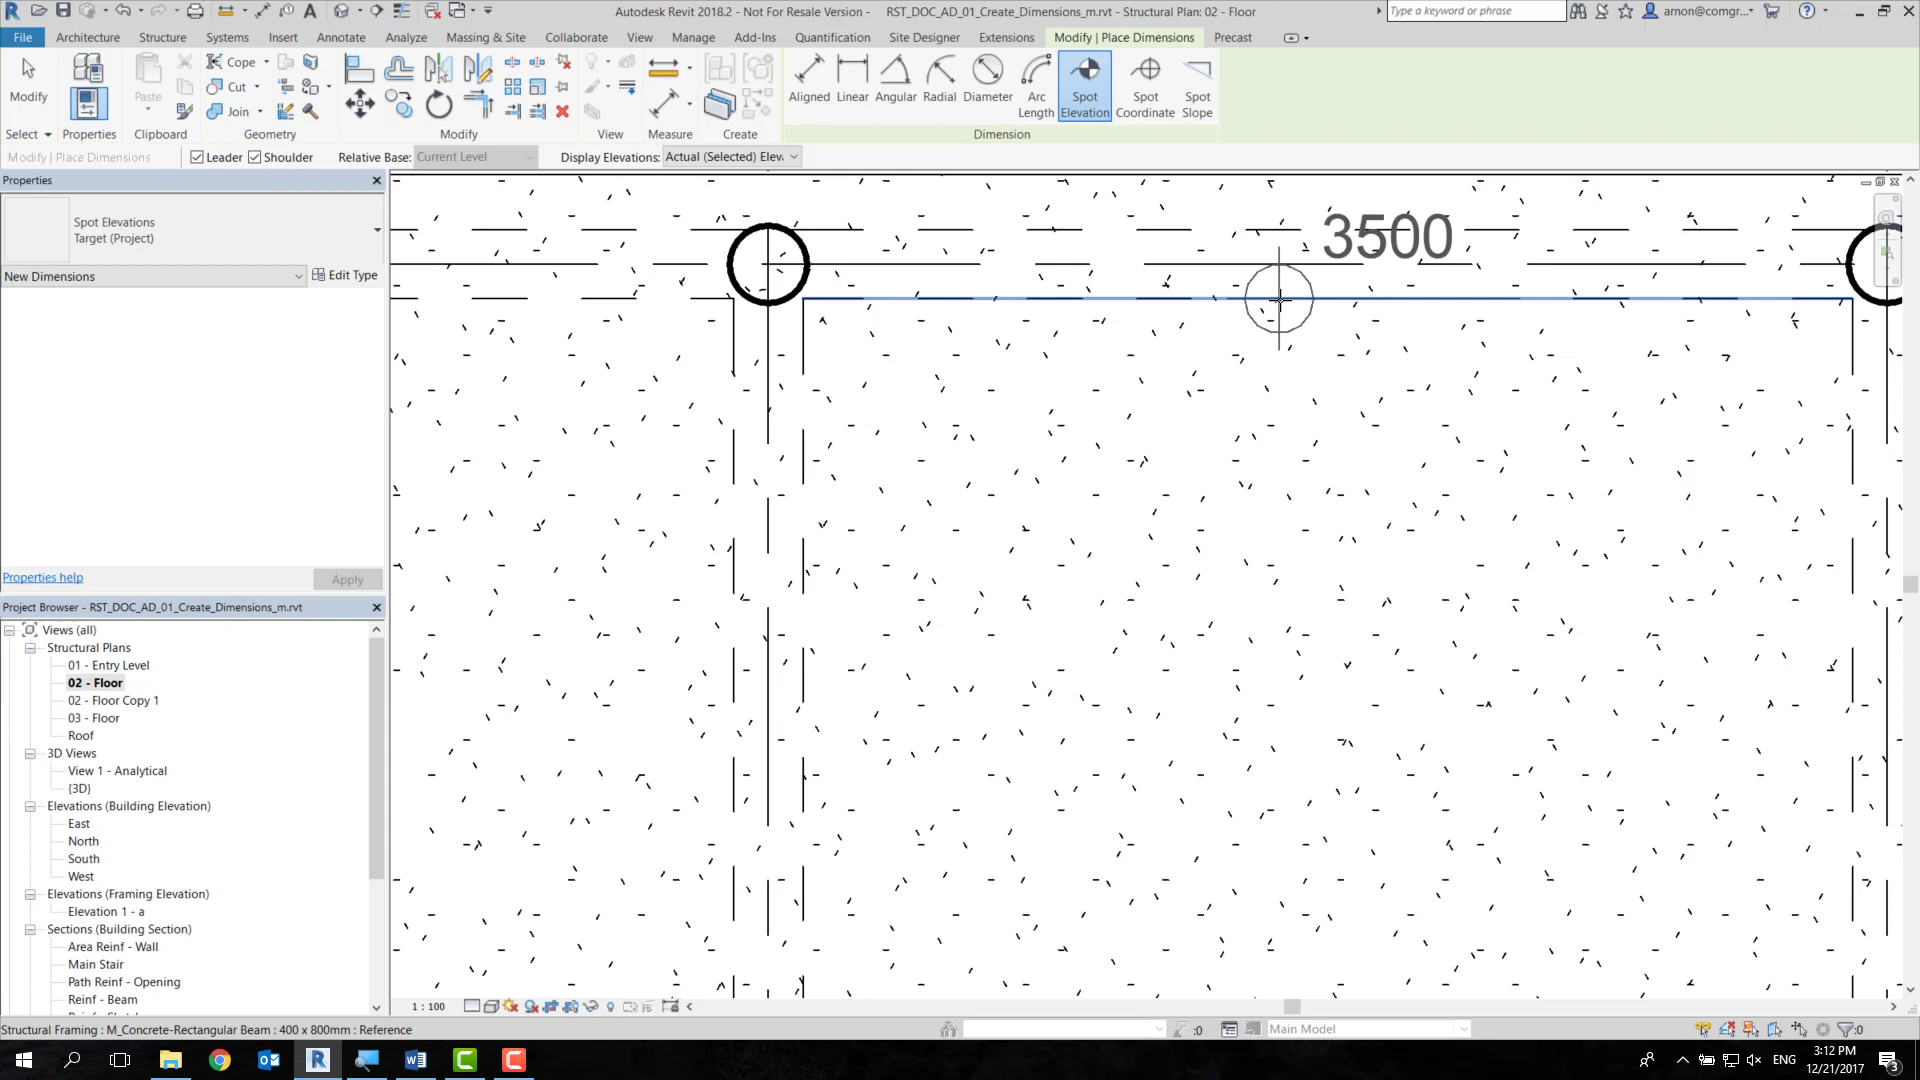 Autodesk Revit 2018.2 - Not For Resale Version - RST_DOC_AD_01_Create_Dimensions_m.rvt - Structural Plan: 02 - Floor
Type a keyword or phrase
arnon@comgr...
File Architecture Structure Systems Insert Annotate Analyze Massing & Site Collaborate View Manage Add-Ins Quantification Site Designer Extensions Modify | Place Dimensions Precast
Modify
Paste
Cope
Cut
Join
Aligned Linear Angular Radial Diameter Arc Length Spot Elevation Spot Coordinate Spot Slope
Select Properties Clipboard Geometry Modify View Measure Create Dimension
Modify | Place Dimensions Leader Shoulder Relative Base: Current Level Display Elevations: Actual (Selected) Elev
Properties
Spot Elevations
Target (Project)
New Dimensions Edit Type
Properties help Apply
3500
Project Browser - RST_DOC_AD_01_Create_Dimensions_m.rvt
Views (all)
Structural Plans
01 - Entry Level
02 - Floor
02 - Floor Copy 1
03 - Floor
Roof
3D Views
View 1 - Analytical
{3D}
Elevations (Building Elevation)
East
North
South
West
Elevations (Framing Elevation)
Elevation 1 - a
Sections (Building Section)
Area Reinf - Wall
Main Stair
Path Reinf - Opening
Reinf - Beam
1 : 100
Structural Framing : M_Concrete-Rectangular Beam : 400 x 800mm : Reference
:0
Main Model
:0
ENG
3:12 PM
12/21/2017
3